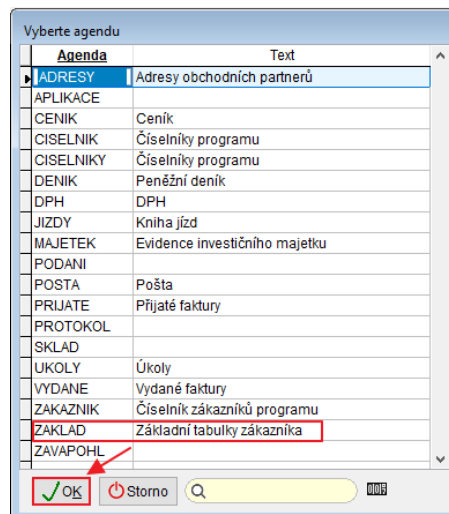 Vyberte agendu
Agenda Text
ADRESY Adresy obchodních partnerů
APLIKACE
CENIK Ceník
CISELNIK Číselníky programu
CISELNIKY Číselníky programu
DENIK Peněžní deník
DPH DPH
JIZDY Kniha jízd
MAJETEK Evidence investičního majetku
PODANI
POSTA Pošta
PRIJATE Přijaté faktury
PROTOKOL
SKLAD
UKOLY Úkoly
VYDANE Vydané faktury
ZAKAZNIK Číselník zákazníků programu
ZAKLAD Základní tabulky zákazníka
ZAVAPOHL
OK Storno